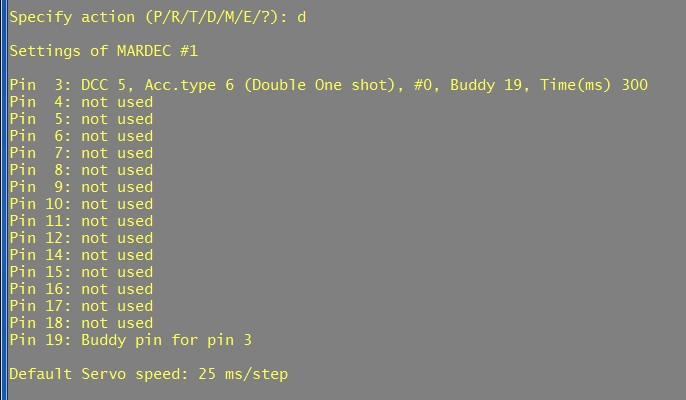 Specify action (P/R/T/D/M/E/?): d
Settings of MARDEC #1
Pin  3: DCC 5, Acc.type 6 (Double One shot), #0, Buddy 19, Time(ms) 300
Pin  4: not used
Pin  5: not used
Pin  6: not used
Pin  7: not used
Pin  8: not used
Pin  9: not used
Pin 10: not used
Pin 11: not used
Pin 12: not used
Pin 14: not used
Pin 15: not used
Pin 16: not used
Pin 17: not used
Pin 18: not used
Pin 19: Buddy pin for pin 3
Default Servo speed: 25 ms/step